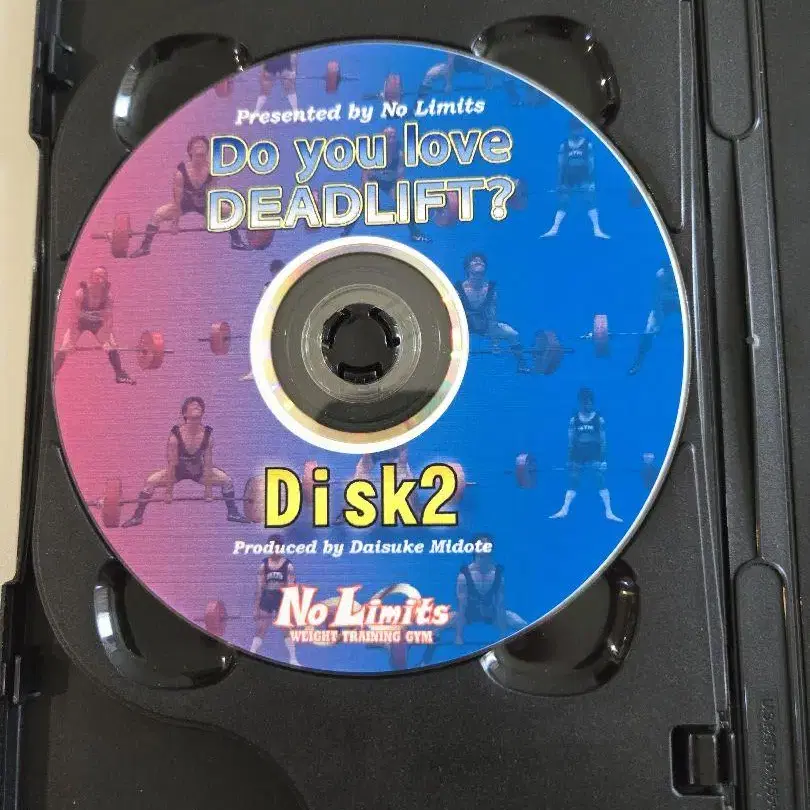 Presented by No Limits
Do you love
DEADLIFT?
Disk2
Produced by Daisuke Midote
No Limits
WEIGHT TRAINING GYM